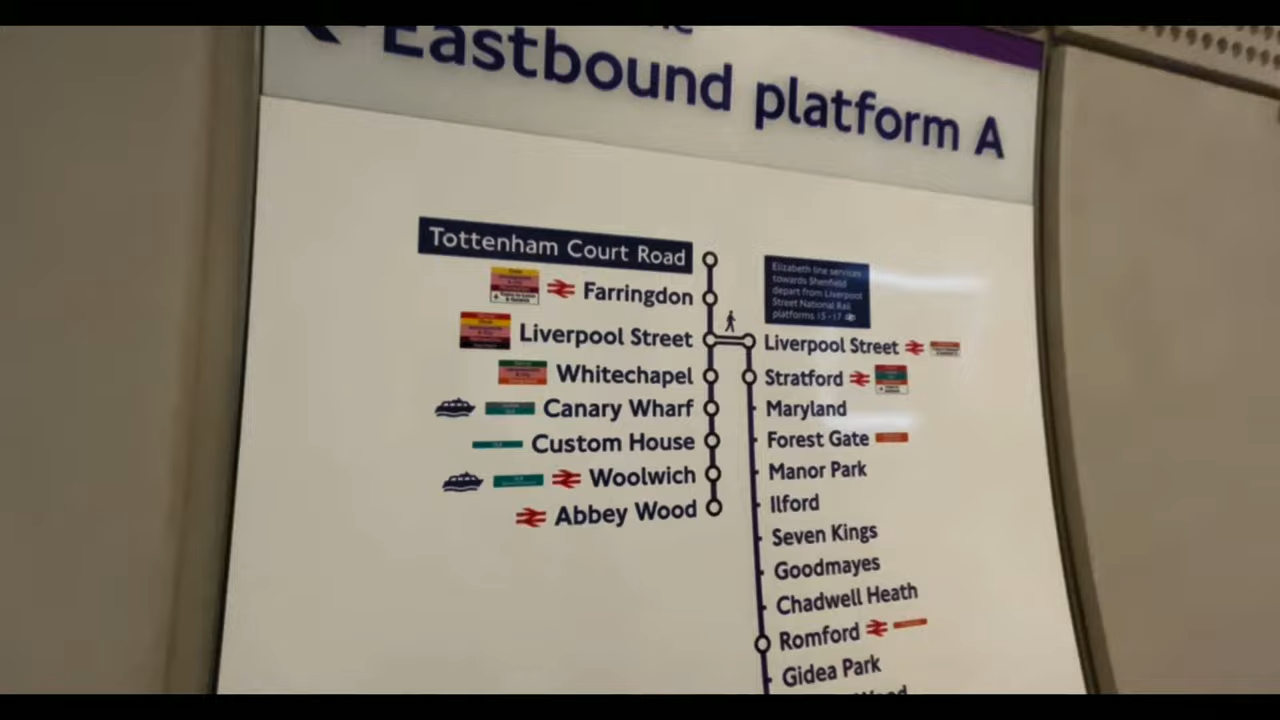 Eastbound platform A
Tottenham Court Road
Farringdon
Liverpool Street
Whitechapel
Canary Wharf
Custom House
Woolwich
Abbey Wood
Elizabeth line services
towards Shenfield
depart from Liverpool
Street National Rail
platforms 15-17
Liverpool Street
Stratford
Maryland
Forest Gate
Manor Park
Ilford
Seven Kings
Goodmayes
Chadwell Heath
Romford
Gidea Park